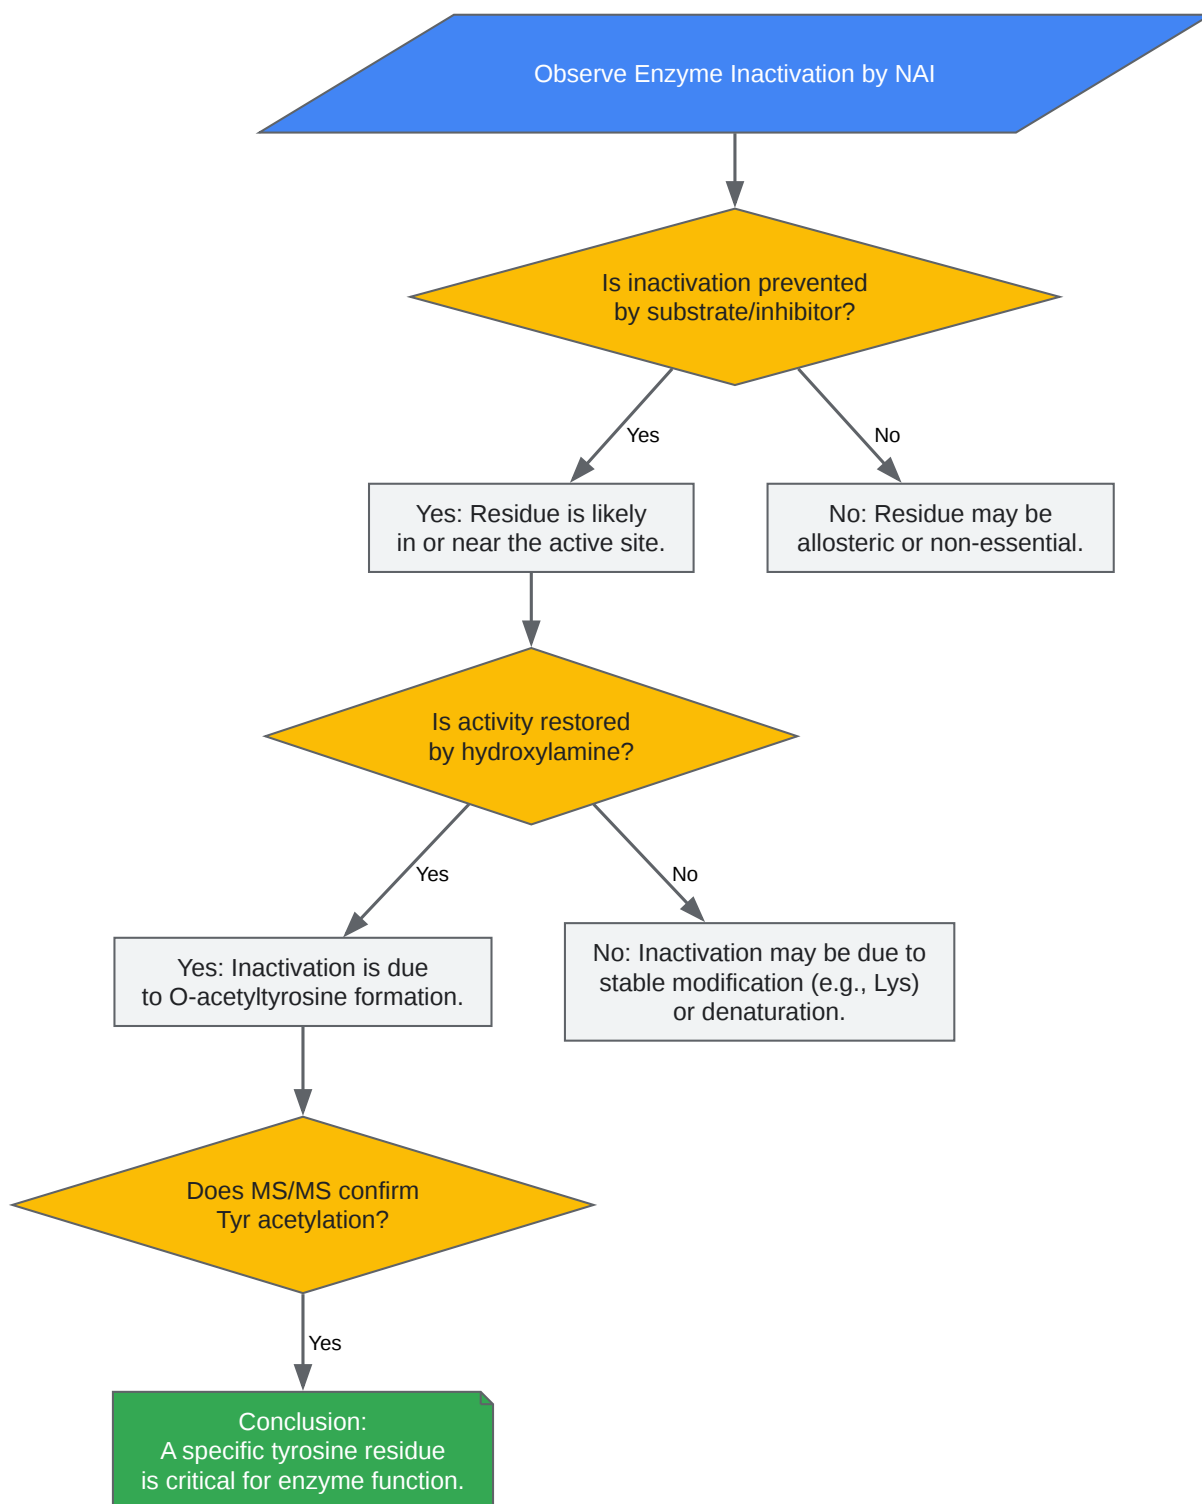 Observe Enzyme Inactivation by NAI
Is inactivation prevented
by substrate/inhibitor?
Yes
No
Yes: Residue is likely
in or near the active site.
No: Residue may be
allosteric or non-essential.
Is activity restored
by hydroxylamine?
Yes
No
Yes: Inactivation is due
to O-acetyltyrosine formation.
No: Inactivation may be due to
stable modification (e.g., Lys)
or denaturation.
Does MS/MS confirm
Tyr acetylation?
Yes
Conclusion:
A specific tyrosine residue
is critical for enzyme function.